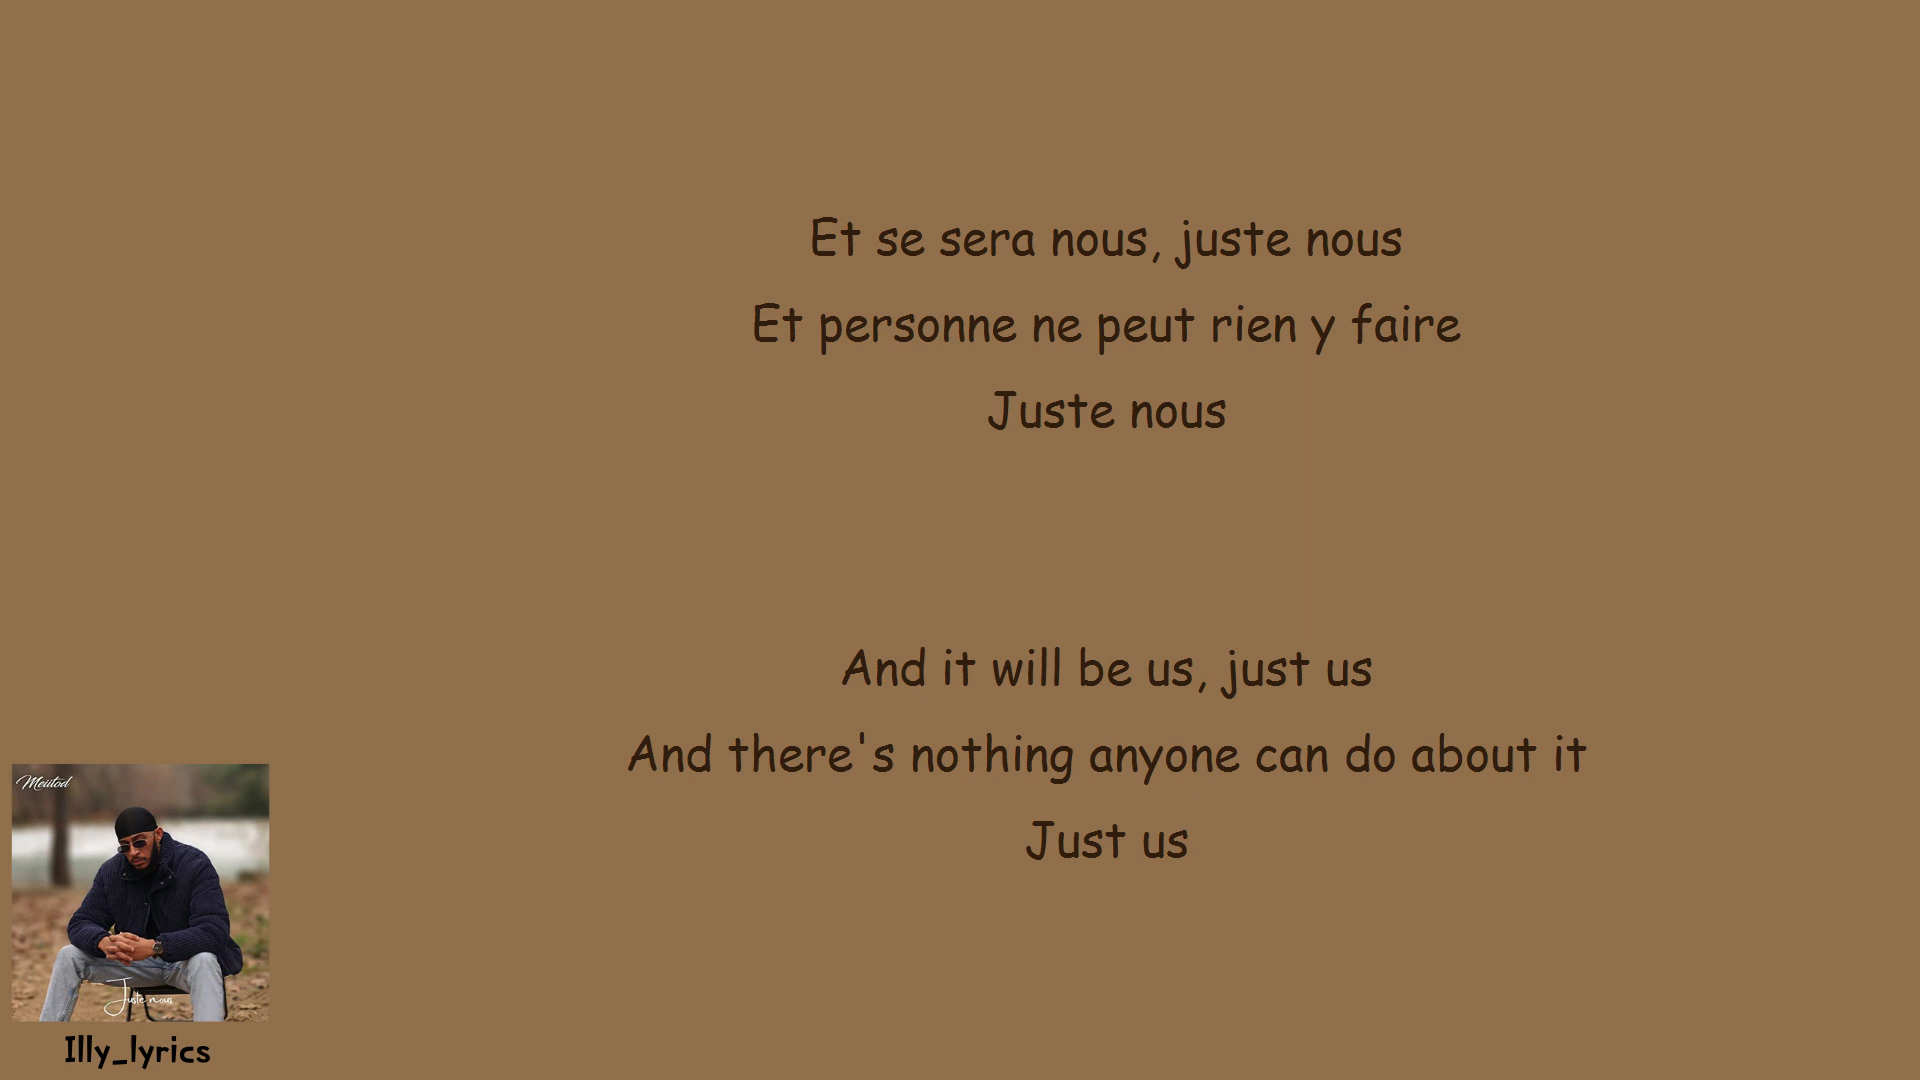 Et se sera nous, juste nous
Et personne ne peut rien y faire
Juste nous
And it will be us, just us
And there's nothing anyone can do about it
Just us
Meiitod
Juste nous
Illy_lyrics